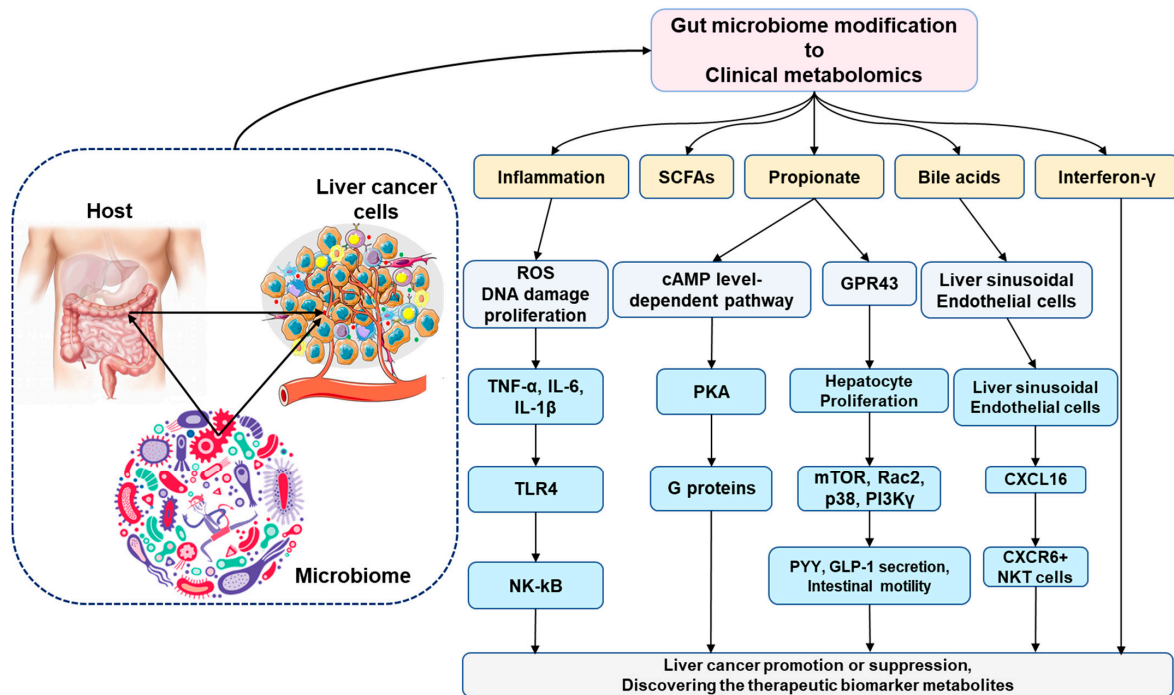 Gut microbiome modification
to
Clinical metabolomics
Host
Liver cancer
cells
Microbiome
Inflammation
SCFAs
Propionate
Bile acids
Interferon-γ
ROS
DNA damage
proliferation
cAMP level-
dependent pathway
GPR43
Liver sinusoidal
Endothelial cells
TNF-α, IL-6,
IL-1β
PKA
Hepatocyte
Proliferation
Liver sinusoidal
Endothelial cells
TLR4
G proteins
mTOR, Rac2,
p38, PI3Kγ
CXCL16
NK-kB
PYY, GLP-1 secretion,
Intestinal motility
CXCR6+
NKT cells
Liver cancer promotion or suppression,
Discovering the therapeutic biomarker metabolites